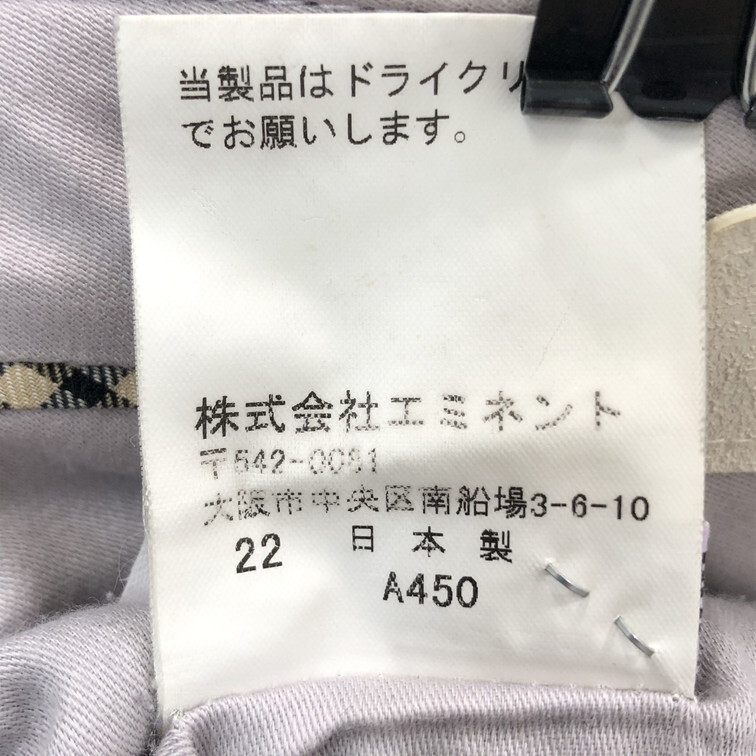 当製品はドライクリ
でお願いします。
株式会社エミネント
〒542-0081
大阪市中央区南船場3-6-10
22 日本製
A450